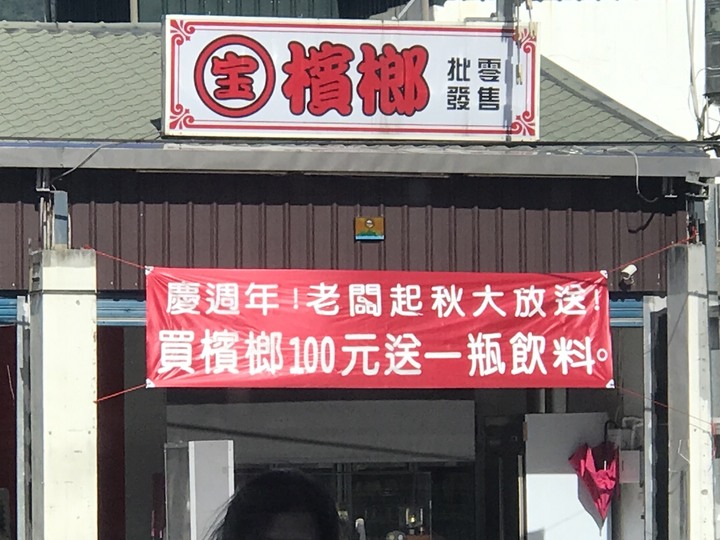 宝 檳榔 批發 零售
慶週年！老闆起秋大放送！
買檳榔100元送一瓶飲料。